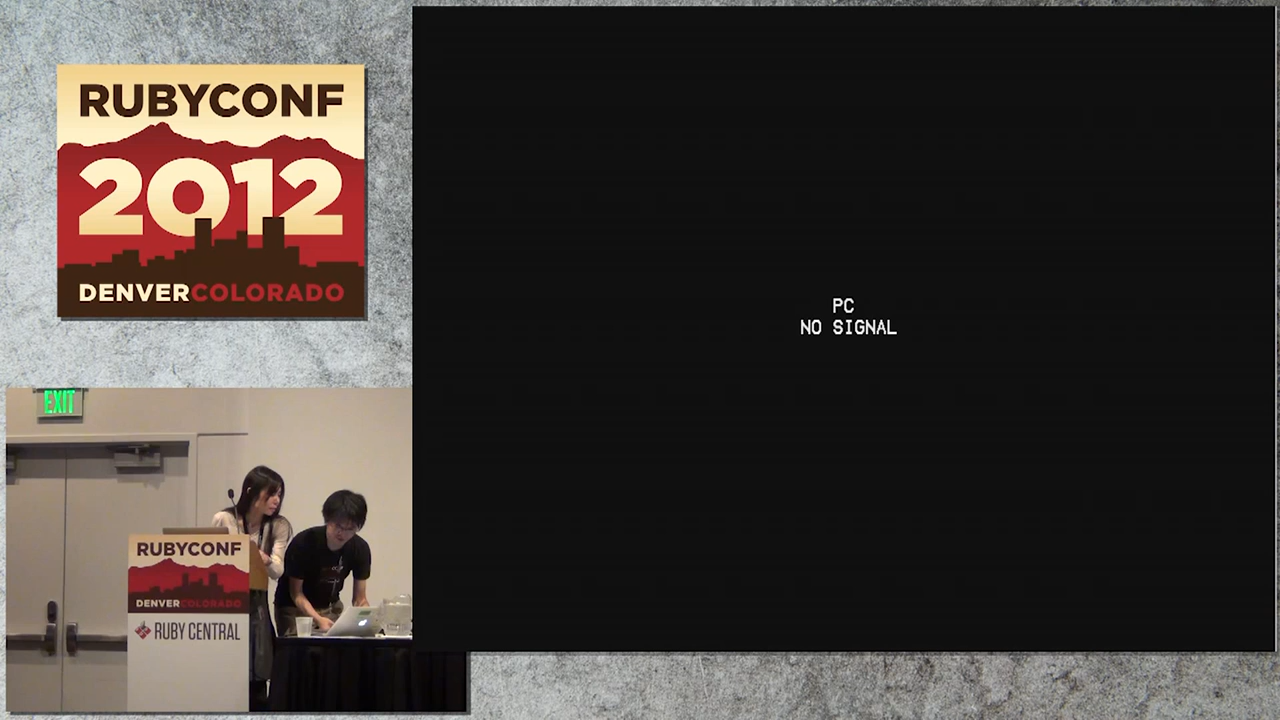 RUBYCONF
2012
DENVERCOLORADO
PC
NO SIGNAL
EXIT
RUBYCONF
DENVERCOLORADO
RUBY CENTRAL